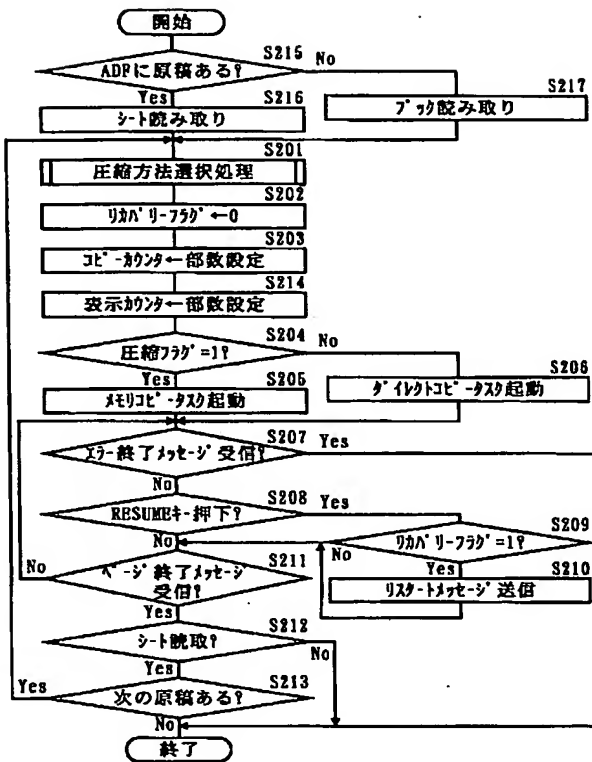 開始
S215
ADFに原稿ある? No
Yes S216 S217
シート読み取り ブック読み取り
S201
圧縮方法選択処理
S202
リカバリーフラグ←0
S203
コピーカウンタ←部数設定
S214
表示カウンタ←部数設定
S204
圧縮フラグ=1? No
Yes S205 S206
メモリコピータスク起動 ダイレクトコピータスク起動
S207
エラー終了メッセージ受信? Yes
No
S208
RESUMEキー押下? Yes
S209
No リカバリーフラグ=1?
No
S211 Yes S210
No ページ終了メッセージ リスタートメッセージ送信
受信?
Yes S212
シート読取? No
Yes S213
Yes 次の原稿ある?
No
終了